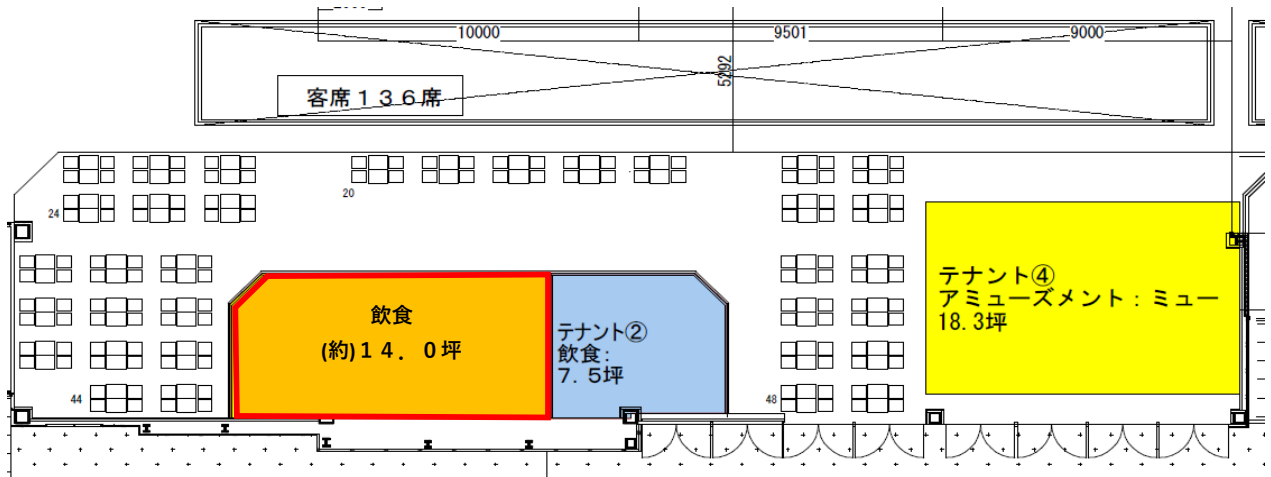 10000
9501
9000
5292
客席１３６席
20
24
飲食
(約)１４．０坪
テナント②
飲食:
7.5坪
テナント④
アミューズメント：ミュー
18.3坪
44
48